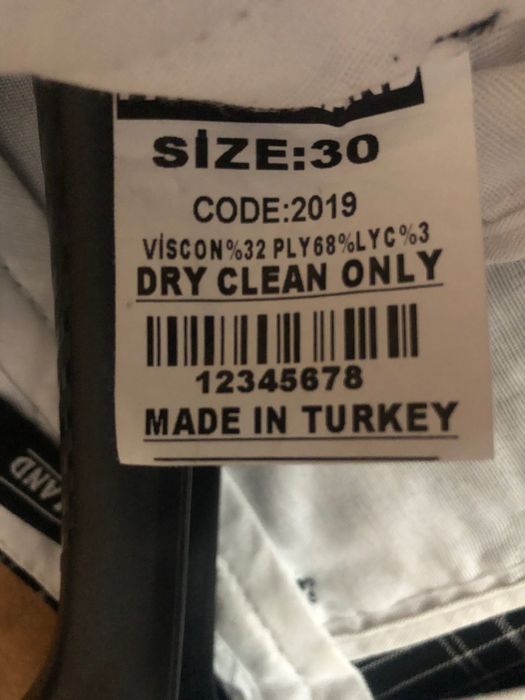 SİZE:30
CODE:2019
VİSCON%32 PLY68%LYC%3
DRY CLEAN ONLY
12345678
MADE IN TURKEY